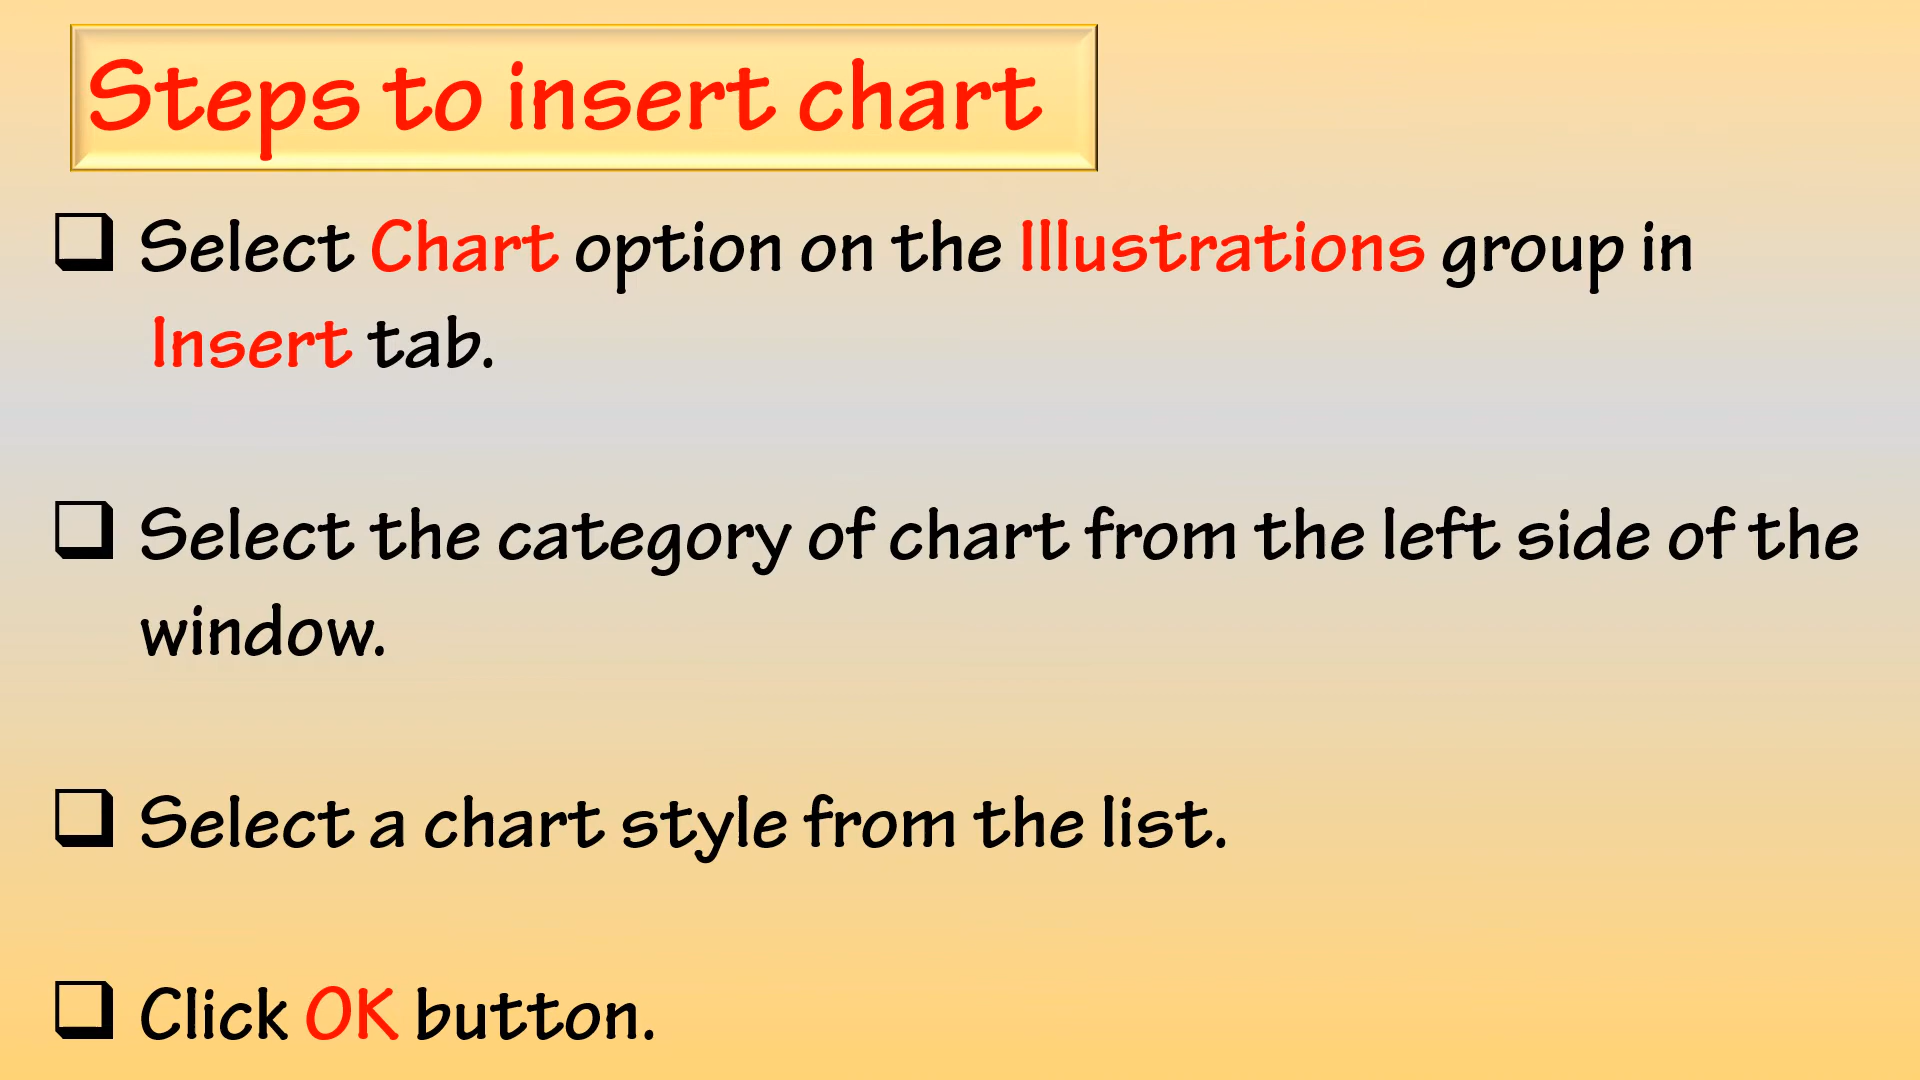 Steps to insert chart
Select Chart option on the Illustrations group in
Insert tab.
Select the category of chart from the left side of the
window.
Select a chart style from the list.
Click OK button.